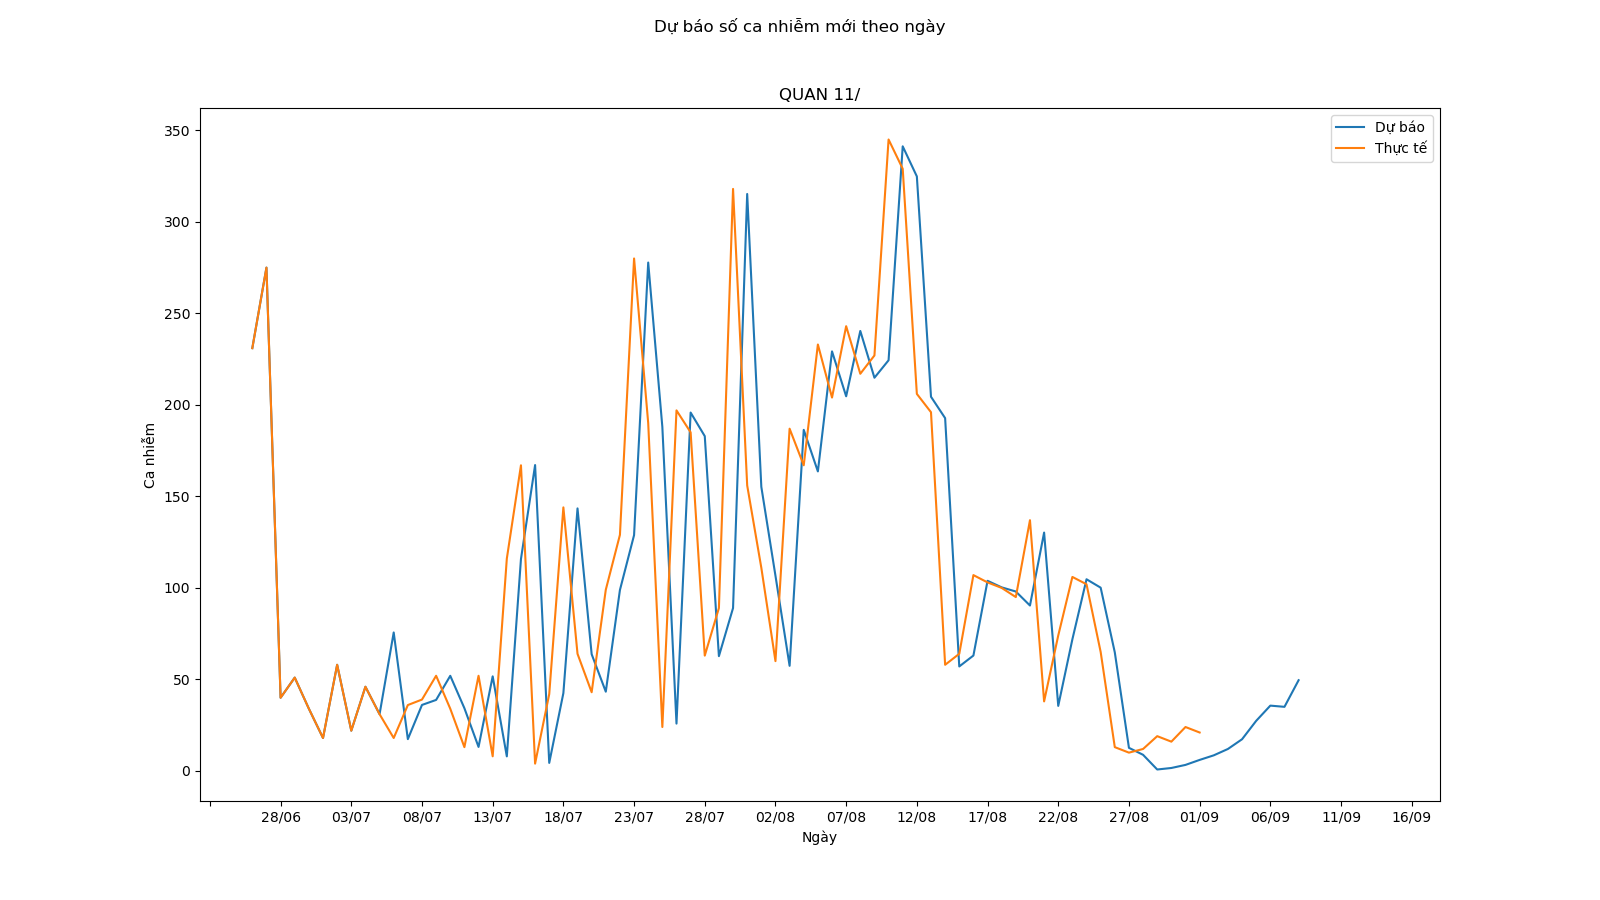 Dự báo số ca nhiễm mới theo ngày
QUAN 11/
Dự báo
Thực tế
350
300
250
200
150
100
50
0
Ca nhiễm
28/06 03/07 08/07 13/07 18/07 23/07 28/07 02/08 07/08 12/08 17/08 22/08 27/08 01/09 06/09 11/09 16/09
Ngày